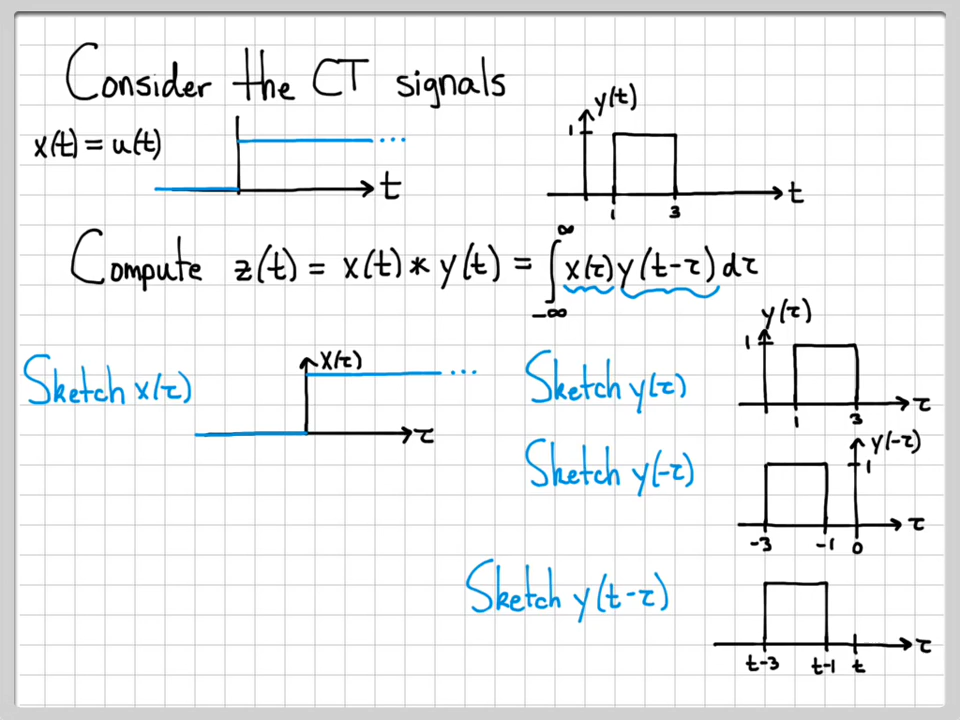 Consider the CT signals
x(t) = u(t)
...
t
y(t)
1
1
3
t
Compute z(t) = x(t) * y(t) = ∫_{-∞}^{∞} x(τ) y(t-τ) dτ
Sketch x(τ)
x(τ)
...
τ
Sketch y(τ)
y(τ)
1
1
3
τ
Sketch y(-τ)
y(-τ)
1
-3
-1
0
τ
Sketch y(t-τ)
t-3
t-1
t
τ